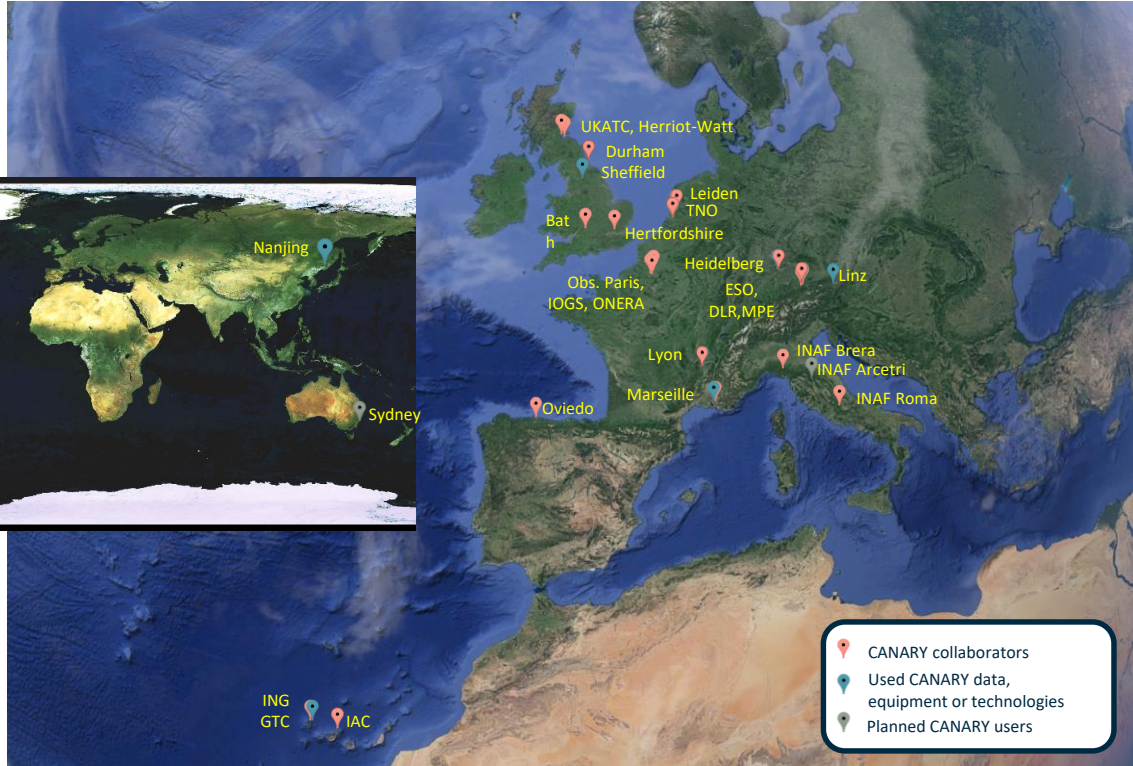 UKATC, Herriot-Watt
Durham
Sheffield
Leiden
TNO
Bat
h
Hertfordshire
Nanjing
Obs. Paris,
IOGS, ONERA
Heidelberg
ESO,
DLR,MPE
Linz
Lyon
INAF Brera
INAF Arcetri
Marseille
INAF Roma
Oviedo
Sydney
ING
GTC
IAC
CANARY collaborators
Used CANARY data,
equipment or technologies
Planned CANARY users